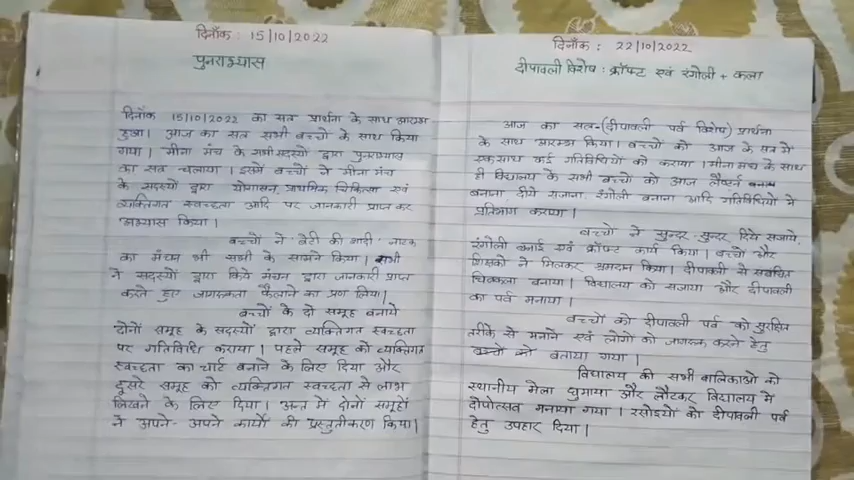 दिनाँक : 15/10/2022
पुनराभ्यास
दिनाँक 15/10/2022 का सत्र प्रार्थना के साथ आरम्भ
हुआ। आज का सत्र सभी बच्चो के साथ किया
गया। मीना मंच के सभी सदस्यों द्वारा पुनराभ्यास
का सत्र चलाया। इसमें बच्चों ने मीना मंच
के सदस्यों द्वारा योगासन, प्राथमिक चिकित्सा एवं
व्यक्तिगत स्वच्छता आदि पर जानकारी प्राप्त कर
अभ्यास किया।
बच्चों ने बेटी की शादी नाटक
का मंचन भी सभी के सामने किया। सभी
ने सदस्यों द्वारा किये मंचन द्वारा जानकारी प्राप्त
करते हुए जागरूकता फैलाने का प्रण लिया।
बच्चों के दो समूह बनाये
दोनों समूह के सदस्यों द्वारा व्यक्तिगत स्वच्छता
पर गतिविधि कराया। पहले समूह को व्यक्तिगत
स्वच्छता का चार्ट बनाने के लिए दिया और
दूसरे समूह को व्यक्तिगत स्वच्छता से लाभ
लिखने के लिए दिया। अन्त में दोनों समूहों
ने अपने-अपने कार्यों की प्रस्तुतीकरण किया।
दिनाँक : 22/10/2022
दीपावली विशेष : क्रॉफ्ट एवं रंगोली + कला
आज का सत्र-(दीपावली पर्व विशेष) प्रार्थना
के साथ आरम्भ किया। बच्चों को आज के सत्र में
एक साथ कई गतिविधियों को कराया। मीना मंच के साथ
ही विद्यालय के सभी बच्चों को आज लैण्टर्न
बनाना, दीये सजाना, रंगोली बनाना आदि गतिविधियों में
प्रतिभाग कराया।
बच्चों ने सुन्दर-सुन्दर दिये सजाये,
रंगोली बनाई एवं क्रॉफ्ट कार्य किया। बच्चों और
शिक्षको ने मिलकर श्रमदान किया। दीपावली से सबंधित
चित्रकला बनाया। विद्यालय को सजाया और दीपावली
का पर्व मनाया।
बच्चों को दीपावली पर्व को सुरक्षित
तरीके से मनाने एवं लोगों को जागरूक करने हेतु
बच्चो को बताया गया।
विद्यालय की सभी बालिकाओं को
स्थानीय मेला घुमाया और लौटकर विद्यालय में
दीपोत्सव मनाया गया। रसोइयों को दीपावली पर्व
हेतु उपहार दिया।